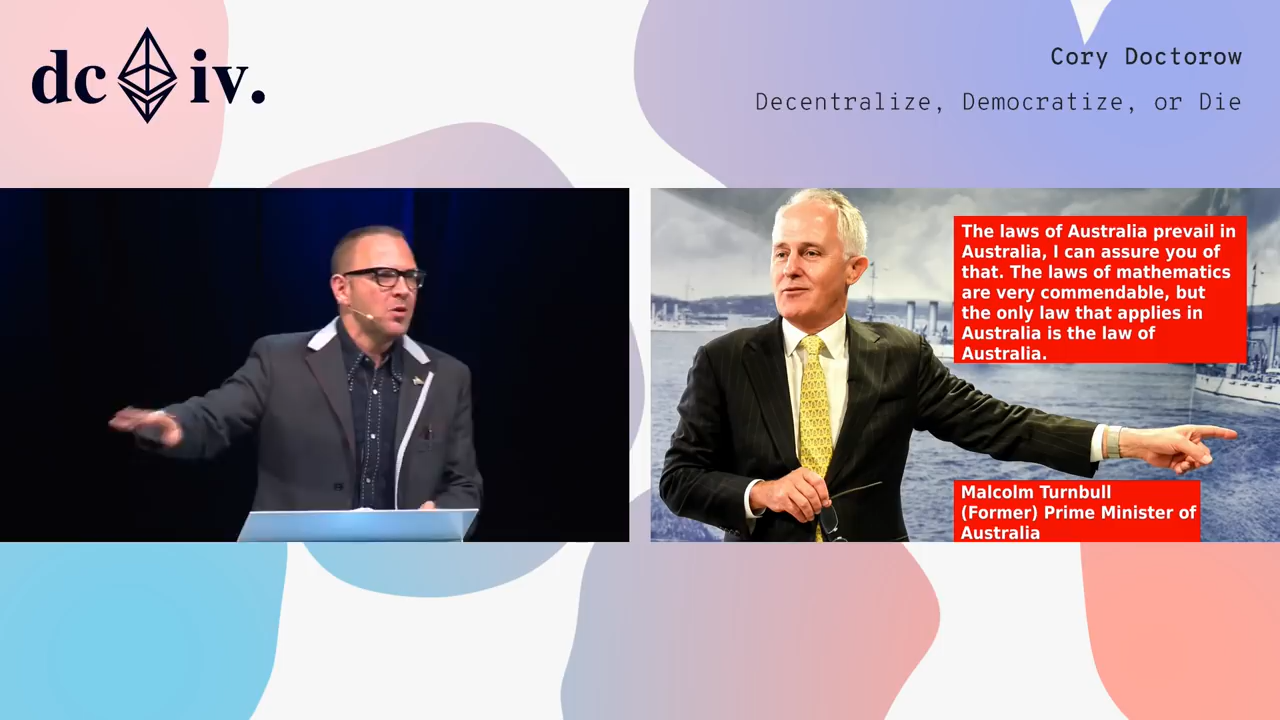 dc iv.
Cory Doctorow
Decentralize, Democratize, or Die
The laws of Australia prevail in
Australia, I can assure you of
that. The laws of mathematics
are very commendable, but
the only law that applies in
Australia is the law of
Australia.
Malcolm Turnbull
(Former) Prime Minister of
Australia